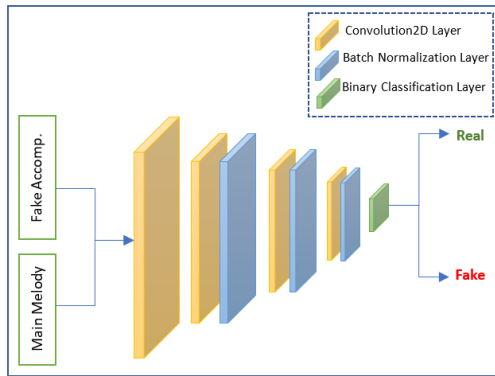 Convolution2D Layer
Batch Normalization Layer
Binary Classification Layer
Fake Accomp.
Main Melody
Real
Fake